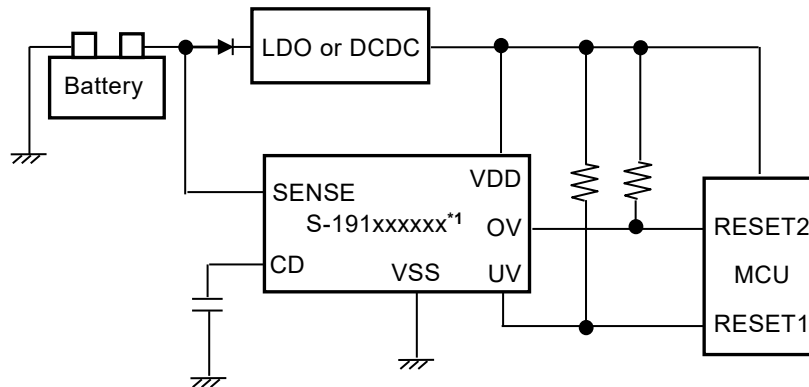 LDO or DCDC
Battery
SENSE
VDD
S-191xxxxxx*1
OV
RESET2
CD
VSS
UV
MCU
RESET1